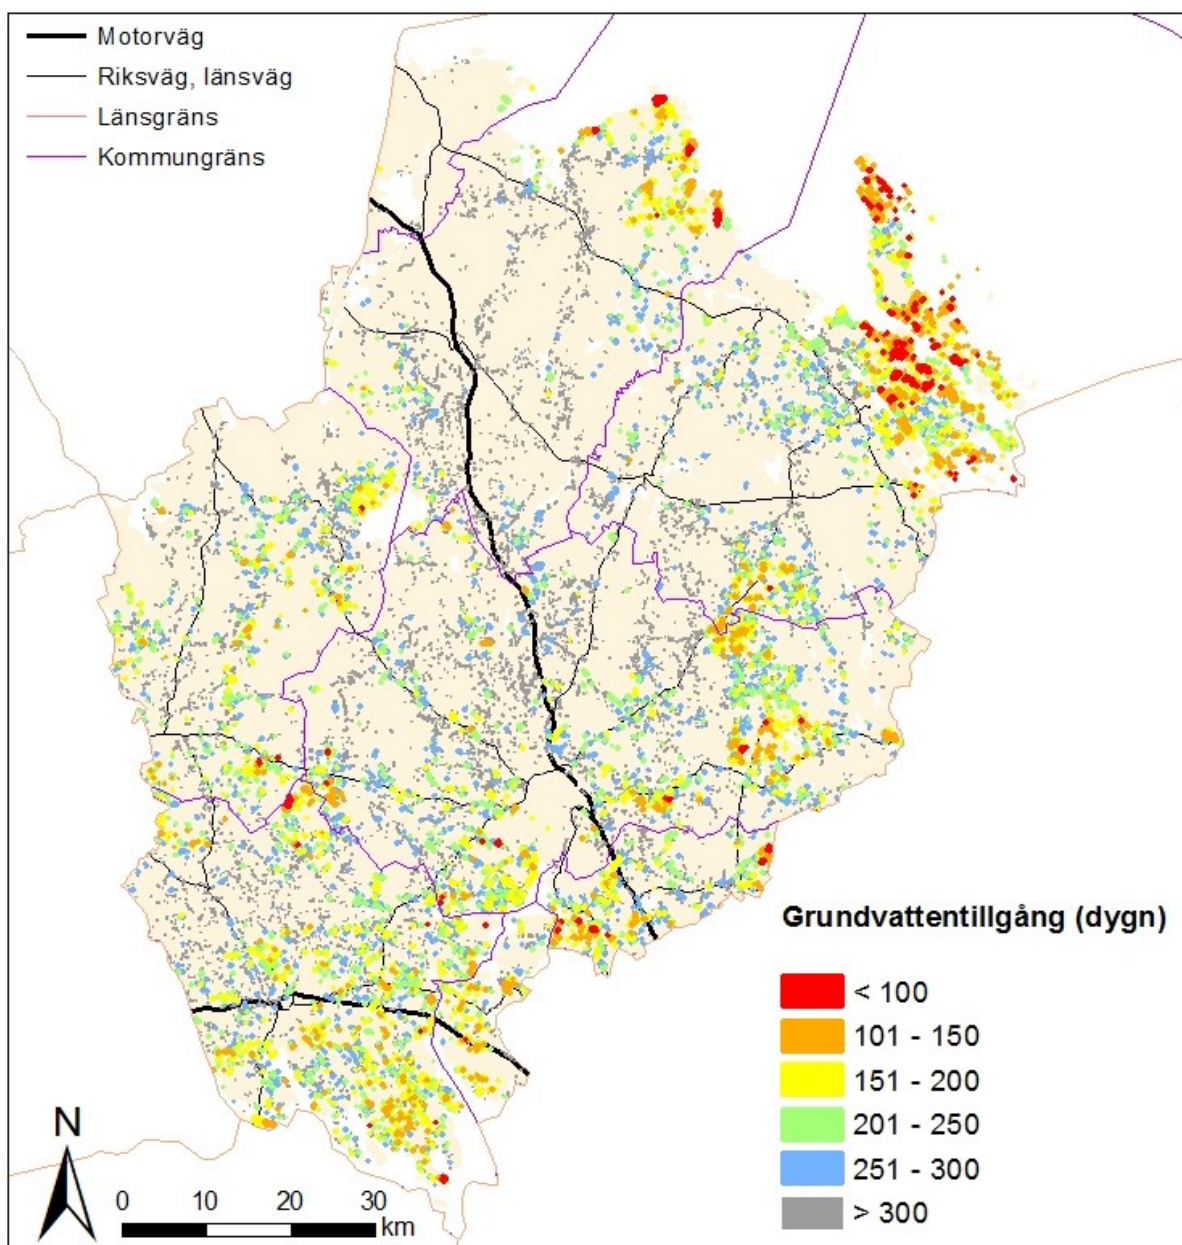 Motorväg
Riksväg, länsväg
Länsgräns
Kommungräns
Grundvattentillgång (dygn)
< 100
101 - 150
151 - 200
201 - 250
251 - 300
> 300
N
0 10 20 30
km